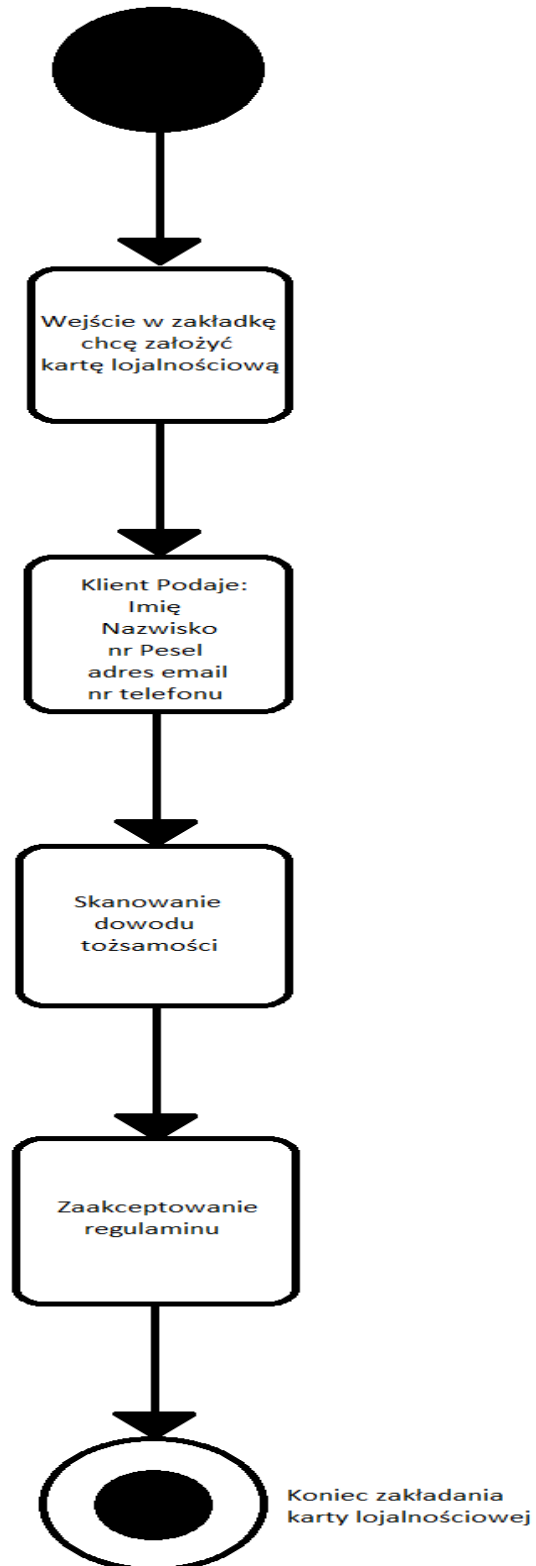 Wejście w zakładkę
chcę założyć
kartę lojalnościową
Klient Podaje:
Imię
Nazwisko
nr Pesel
adres email
nr telefonu
Skanowanie
dowodu
tożsamości
Zaakceptowanie
regulaminu
Koniec zakładania
karty lojalnościowej